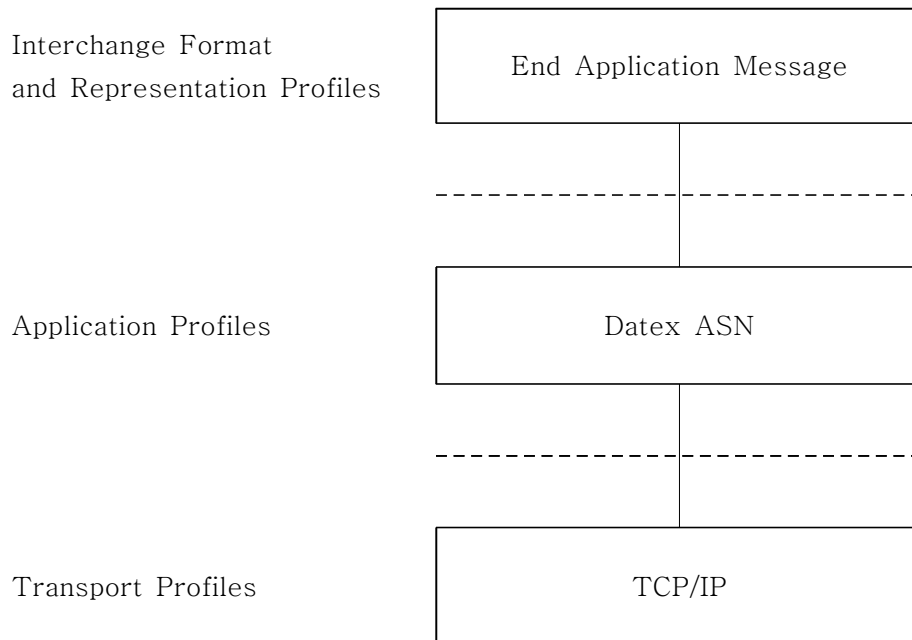 Interchange Format
and Representation Profiles
End Application Message
Application Profiles
Datex ASN
Transport Profiles
TCP/IP